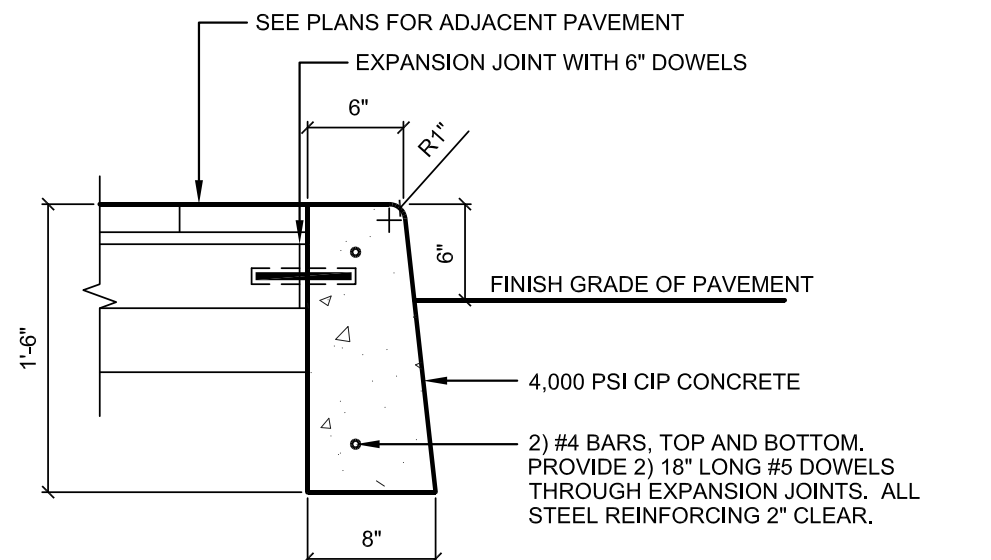 SEE PLANS FOR ADJACENT PAVEMENT
EXPANSION JOINT WITH 6" DOWELS
6"
R1"
6"
FINISH GRADE OF PAVEMENT
1'-6"
4,000 PSI CIP CONCRETE
2) #4 BARS, TOP AND BOTTOM.
PROVIDE 2) 18" LONG #5 DOWELS
THROUGH EXPANSION JOINTS. ALL
STEEL REINFORCING 2" CLEAR.
8"